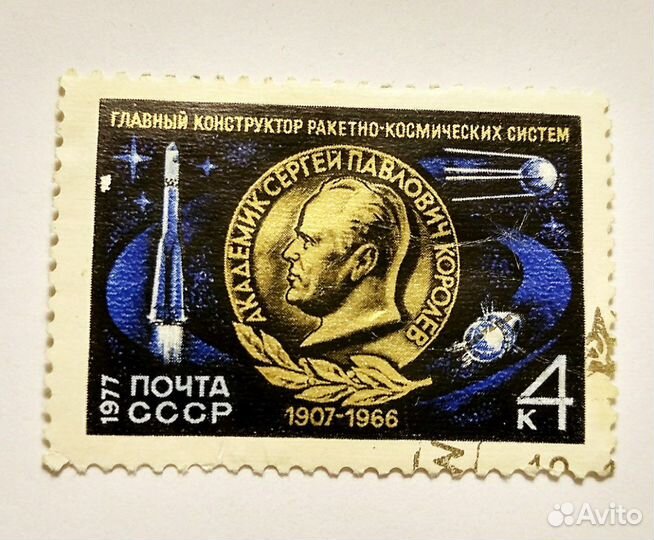 ГЛАВНЫЙ КОНСТРУКТОР РАКЕТНО-КОСМИЧЕСКИХ СИСТЕМ
АКАДЕМИК СЕРГЕЙ ПАВЛОВИЧ КОРОЛЕВ
1977
ПОЧТА
СССР
1907-1966
4
К
Avito